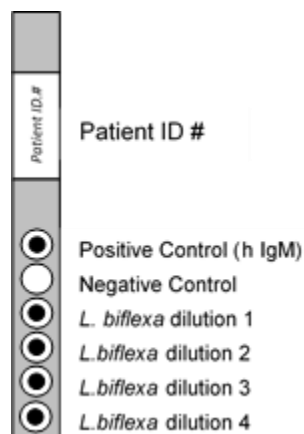 Patient ID.#
Patient ID #
Positive Control (h IgM)
Negative Control
L. biflexa dilution 1
L.biflexa dilution 2
L.biflexa dilution 3
L.biflexa dilution 4